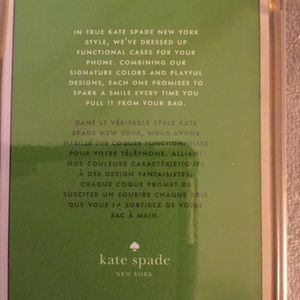 IN TRUE KATE SPADE NEW YORK
STYLE, WE'VE DRESSED UP
FUNCTIONAL CASES FOR YOUR
PHONE. COMBINING OUR
SIGNATURE COLORS AND PLAYFUL
DESIGNS, EACH ONE PROMISES TO
SPARK A SMILE EVERY TIME YOU
PULL IT FROM YOUR BAG.
DANS LE VÉRITABLE STYLE KATE
SPADE NEW YORK, NOUS AVONS
HABILLÉ DES COQUES FONCTIONNELLES
POUR VOTRE TÉLÉPHONE. ALLIANT
NOS COULEURS CARACTÉRISTIQUES
À DES DESIGN FANTAISISTES,
CHAQUE COQUE PROMET DE
SUSCITER UN SOURIRE CHAQUE FOIS
QUE VOUS LA SORTIREZ DE VOTRE
SAC À MAIN.
kate spade
NEW YORK